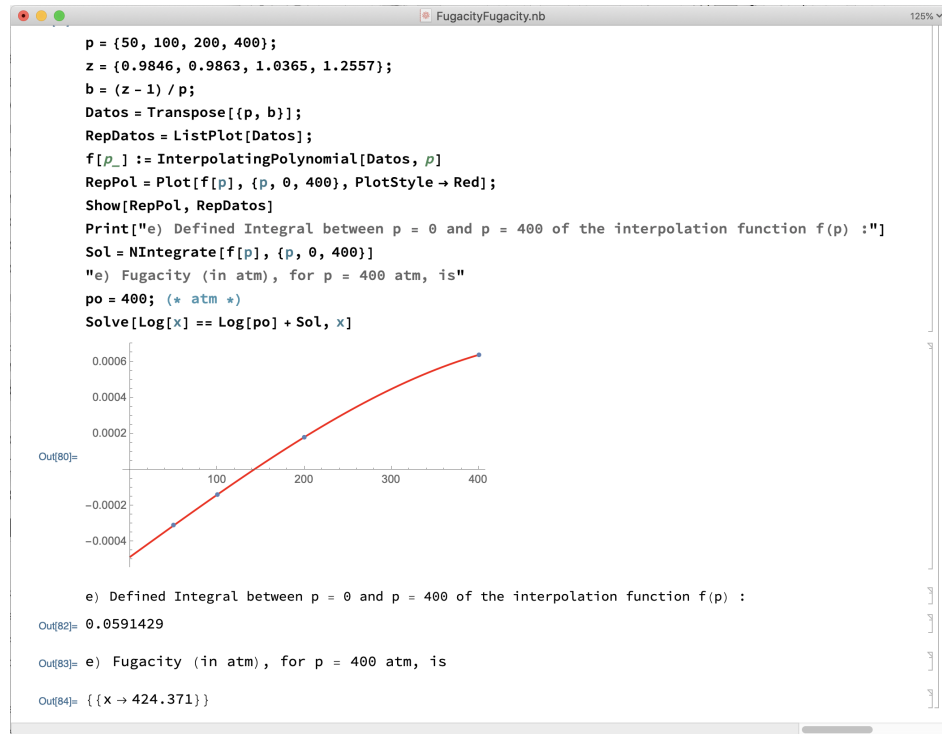 FugacityFugacity.nb
125%
p = {50, 100, 200, 400};
z = {0.9846, 0.9863, 1.0365, 1.2557};
b = (z - 1) / p;
Datos = Transpose[{p, b}];
RepDatos = ListPlot[Datos];
f[p_] := InterpolatingPolynomial[Datos, p]
RepPol = Plot[f[p], {p, 0, 400}, PlotStyle → Red];
Show[RepPol, RepDatos]
Print["e) Defined Integral between p = 0 and p = 400 of the interpolation function f(p) :"]
Sol = NIntegrate[f[p], {p, 0, 400}]
"e) Fugacity (in atm), for p = 400 atm, is"
po = 400; (* atm *)
Solve[Log[x] == Log[po] + Sol, x]
0.0006
0.0004
0.0002
Out[80]=
100 200 300 400
-0.0002
-0.0004
e) Defined Integral between p = 0 and p = 400 of the interpolation function f(p) :
Out[82]= 0.0591429
Out[83]= e) Fugacity (in atm), for p = 400 atm, is
Out[84]= {{x → 424.371}}